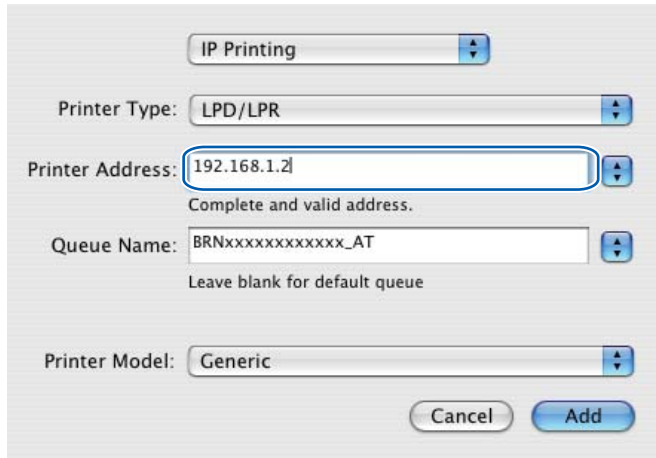 IP Printing
Printer Type: LPD/LPR
Printer Address: 192.168.1.2
Complete and valid address.
Queue Name: BRNxxxxxxxxxxxx_AT
Leave blank for default queue
Printer Model: Generic
Cancel Add